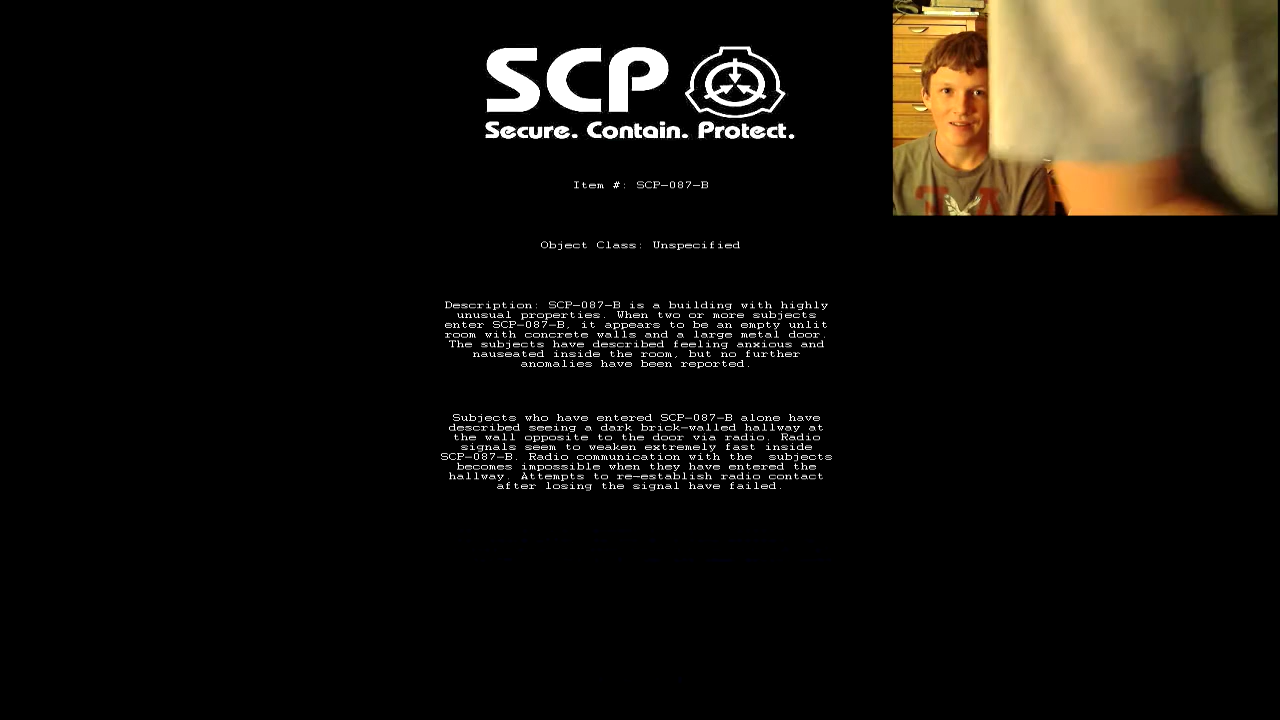 SCP
Secure. Contain. Protect.
Item #: SCP-087-B
Object Class: Unspecified
Description: SCP-087-B is a building with highly
unusual properties. When two or more subjects
enter SCP-087-B, it appears to be an empty unlit
room with concrete walls and a large metal door.
The subjects have described feeling anxious and
nauseated inside the room, but no further
anomalies have been reported.
Subjects who have entered SCP-087-B alone have
described seeing a dark brick-walled hallway at
the wall opposite to the door via radio. Radio
signals seem to weaken extremely fast inside
SCP-087-B. Radio communication with the  subjects
becomes impossible when they have entered the
hallway. Attempts to re-establish radio contact
after losing the signal have failed.